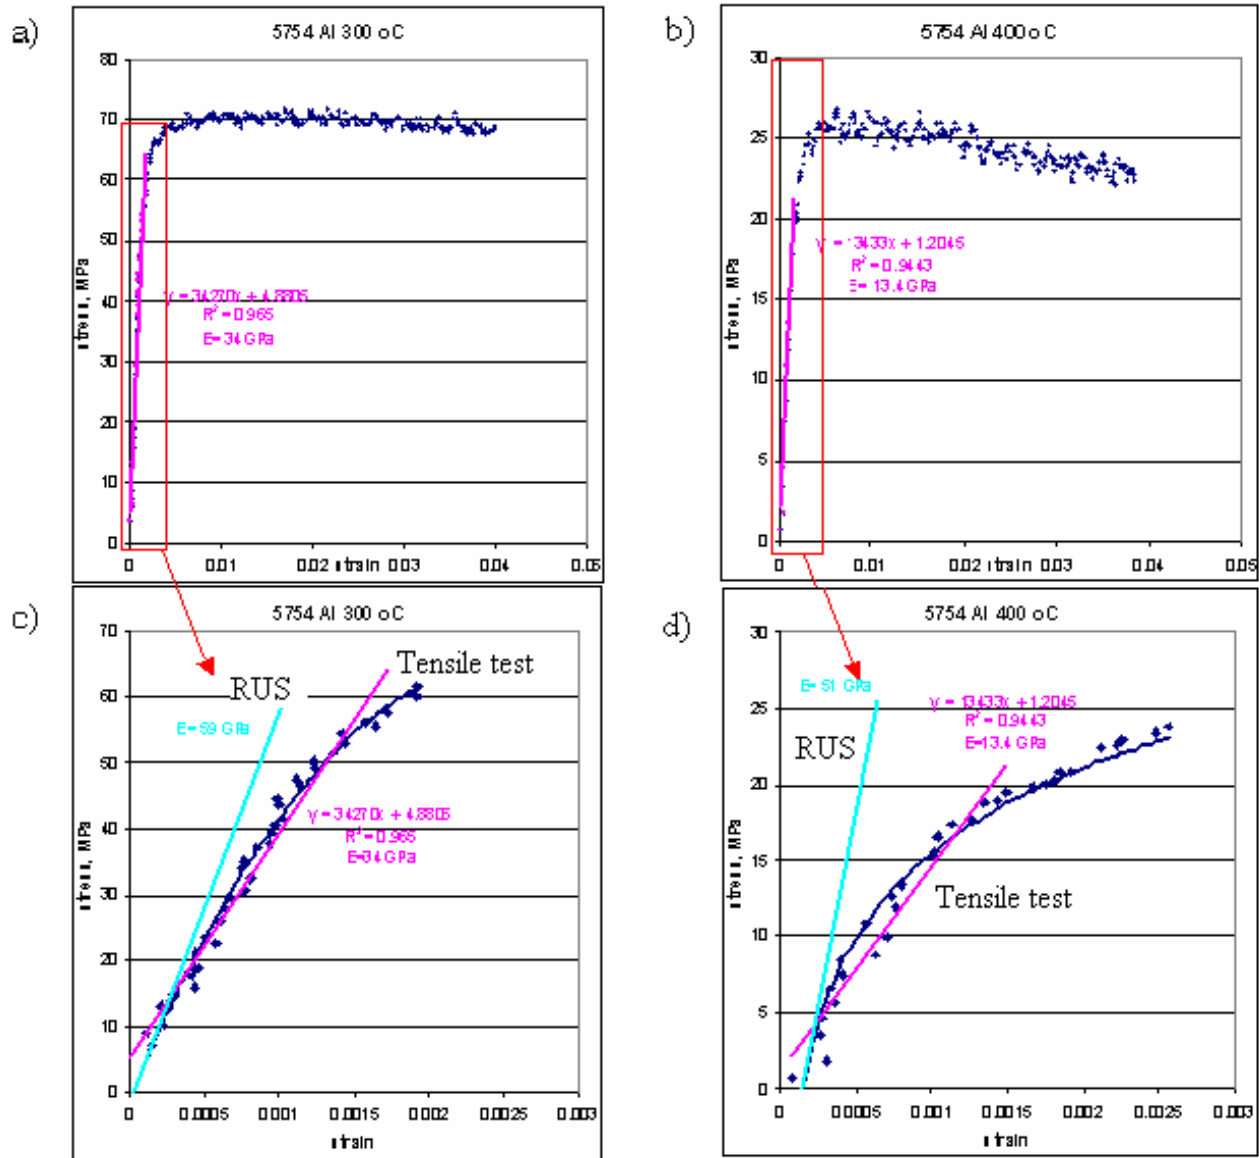 a)
5754 Al 300 oC
80
70
60
50
40
30
20
10
0
stress, MPa
y = 34270x + 4.8805
R² = 0.965
E=34 GPa
0 0.01 0.02 strain 0.03 0.04 0.05
b)
5754 Al 400 oC
30
25
20
15
10
5
0
stress, MPa
y = 13433x + 1.2045
R² = 0.9443
E= 13.4 GPa
0 0.01 0.02 strain 0.03 0.04 0.05
c)
5754 Al 300 oC
70
60
50
40
30
20
10
0
stress, MPa
RUS
Tensile test
E= 59 GPa
y = 34270x + 4.8805
R² = 0.965
E=34 GPa
0 0.0005 0.001 0.0015 0.002 0.0025 0.003
strain
d)
5754 Al 400 oC
30
25
20
15
10
5
0
stress, MPa
E= 51 GPa
RUS
y = 13433x + 1.2045
R² = 0.9443
E=13.4 GPa
Tensile test
0 0.0005 0.001 0.0015 0.002 0.0025 0.003
strain